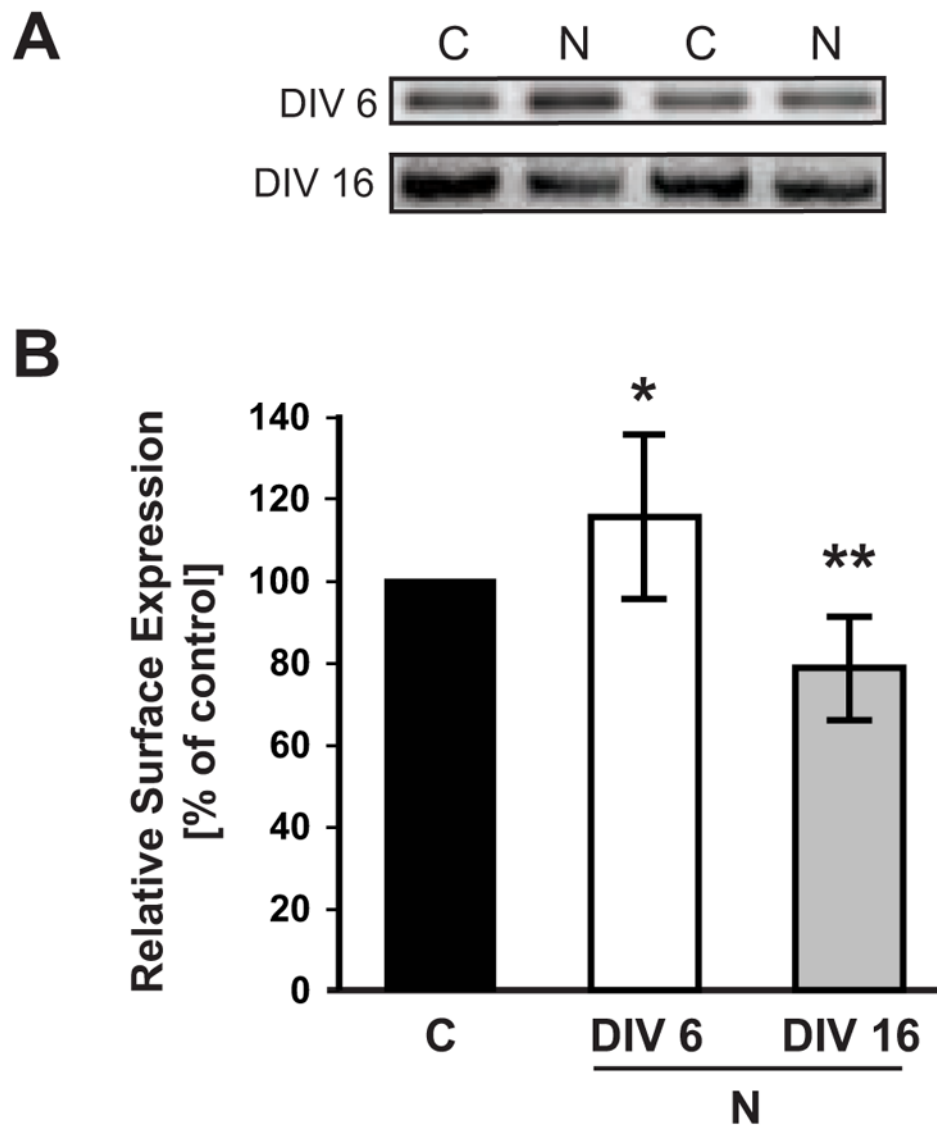 A
C N C N
DIV 6
DIV 16
B
Relative Surface Expression
[% of control]
140
120
100
80
60
40
20
0
*
**
C DIV 6 DIV 16
N